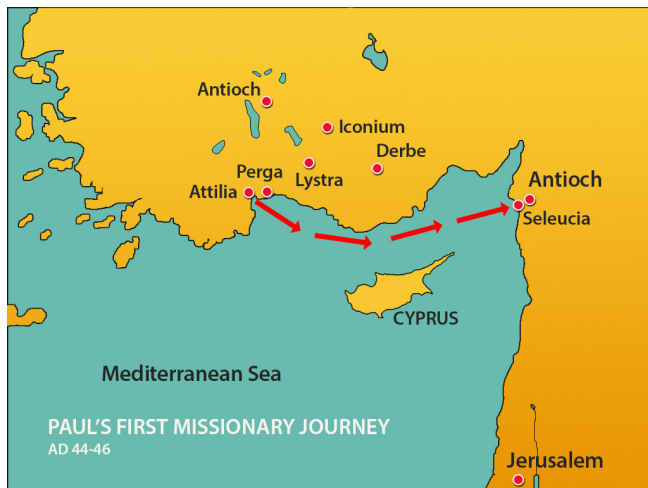 Antioch
Iconium
Derbe
Lystra
Perga
Attilia
Antioch
Seleucia
CYPRUS
Mediterranean Sea
PAUL'S FIRST MISSIONARY JOURNEY
AD 44-46
Jerusalem